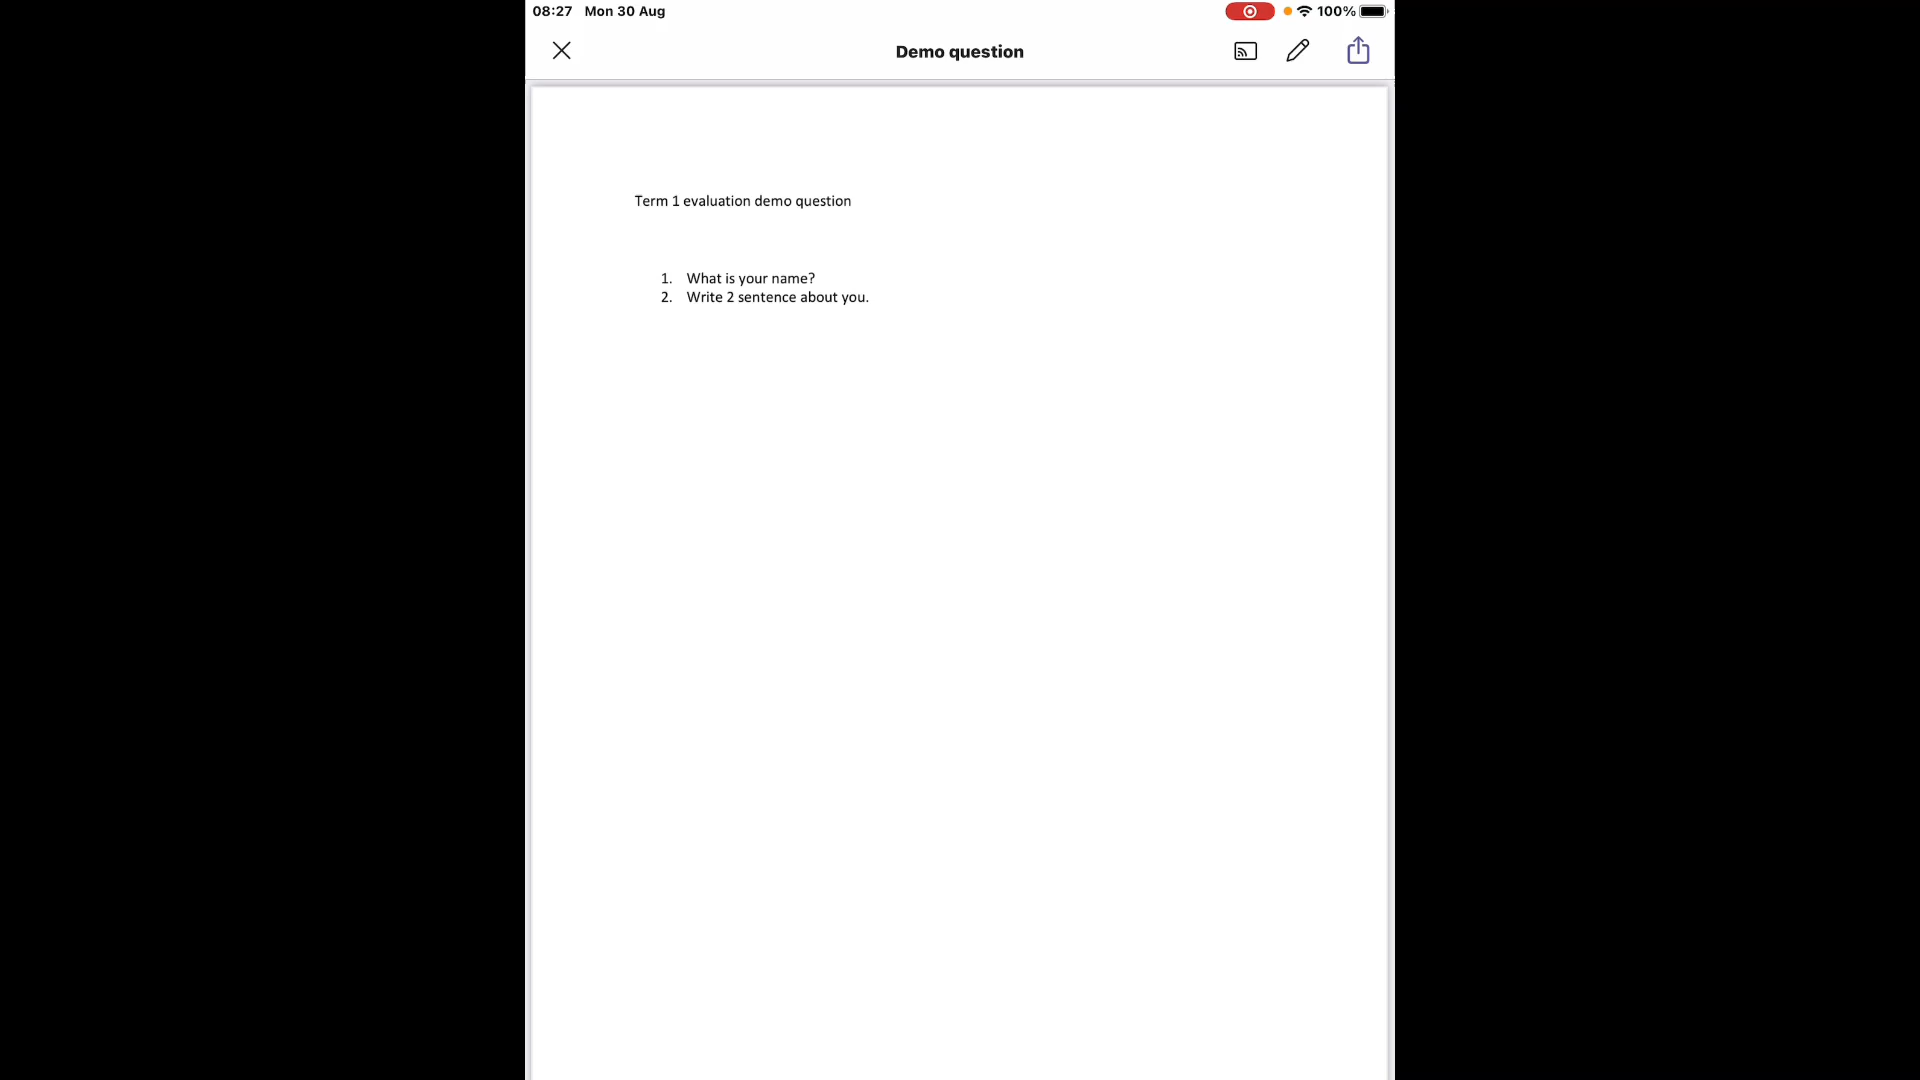 08:27 Mon 30 Aug 100%
Demo question
Term 1 evaluation demo question
1. What is your name?
2. Write 2 sentence about you.